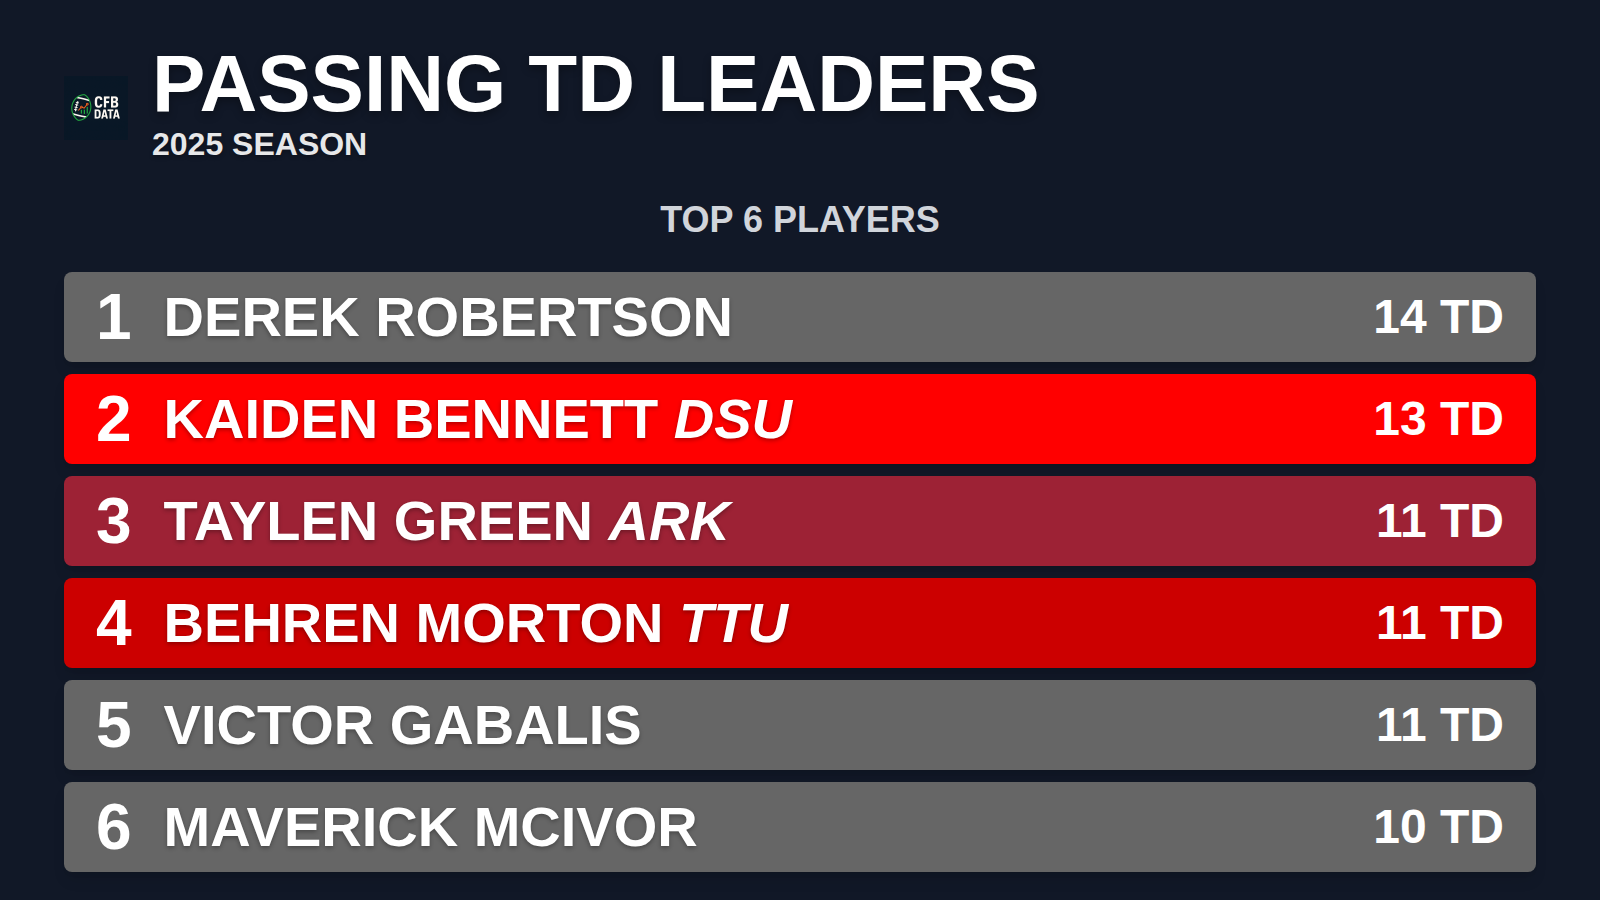 CFB
DATA
PASSING TD LEADERS
2025 SEASON
TOP 6 PLAYERS
1 DEREK ROBERTSON 14 TD
2 KAIDEN BENNETT DSU 13 TD
3 TAYLEN GREEN ARK 11 TD
4 BEHREN MORTON TTU 11 TD
5 VICTOR GABALIS 11 TD
6 MAVERICK MCIVOR 10 TD